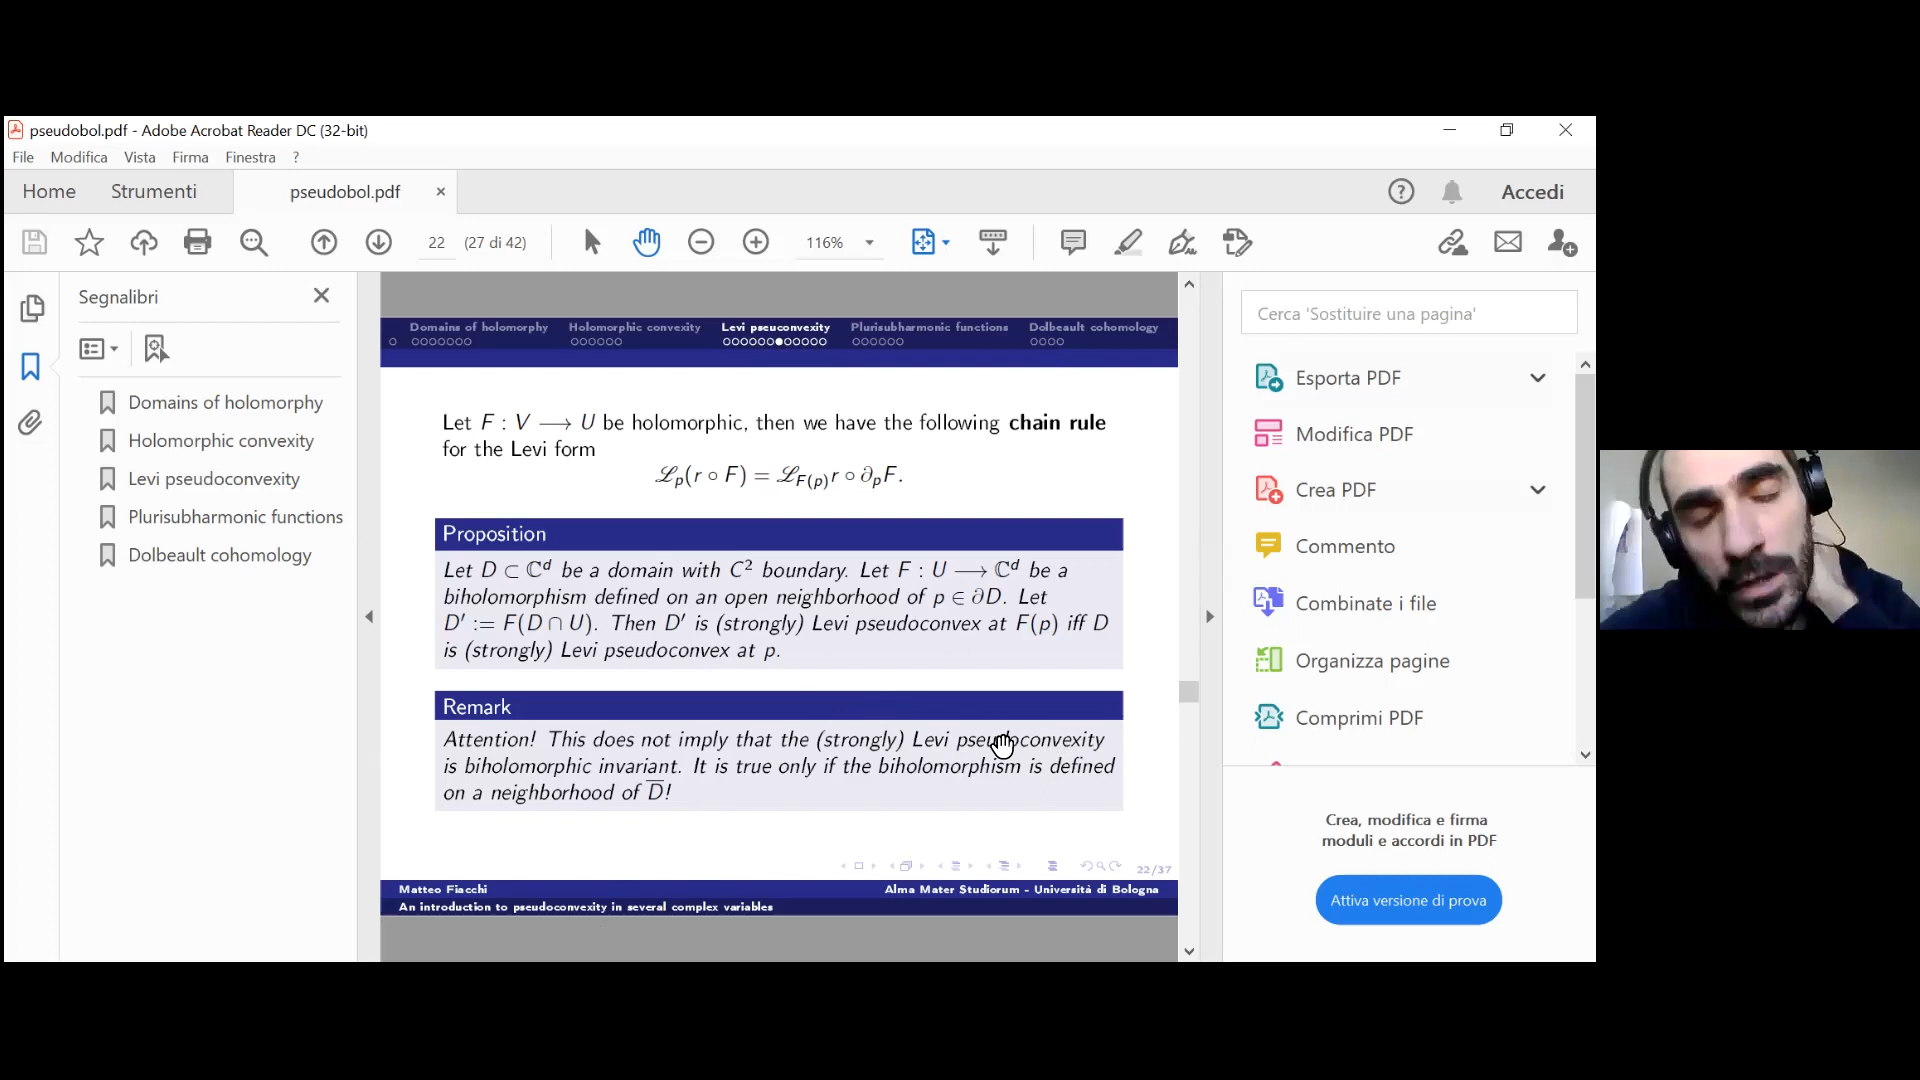 pseudobol.pdf - Adobe Acrobat Reader DC (32-bit)
File Modifica Vista Firma Finestra ?
Home Strumenti pseudobol.pdf × Accedi
22 (27 di 42) 116%
Segnalibri
Domains of holomorphy
Holomorphic convexity
Levi pseudoconvexity
Plurisubharmonic functions
Dolbeault cohomology
Domains of holomorphy Holomorphic convexity Levi pseuconvexity Plurisubharmonic functions Dolbeault cohomology
Let F : V ⟶ U be holomorphic, then we have the following chain rule
for the Levi form
ℒ_p(r ∘ F) = ℒ_{F(p)}r ∘ ∂_pF.
Proposition
Let D ⊂ ℂ^d be a domain with C² boundary. Let F : U ⟶ ℂ^d be a
biholomorphism defined on an open neighborhood of p ∈ ∂D. Let
D′ := F(D ∩ U). Then D′ is (strongly) Levi pseudoconvex at F(p) iff D
is (strongly) Levi pseudoconvex at p.
Remark
Attention! This does not imply that the (strongly) Levi pseudoconvexity
is biholomorphic invariant. It is true only if the biholomorphism is defined
on a neighborhood of D̅!
22/37
Matteo Fiacchi Alma Mater Studiorum - Università di Bologna
An introduction to pseudoconvexity in several complex variables
Cerca 'Sostituire una pagina'
Esporta PDF
Modifica PDF
Crea PDF
Commento
Combinate i file
Organizza pagine
Comprimi PDF
Crea, modifica e firma
moduli e accordi in PDF
Attiva versione di prova